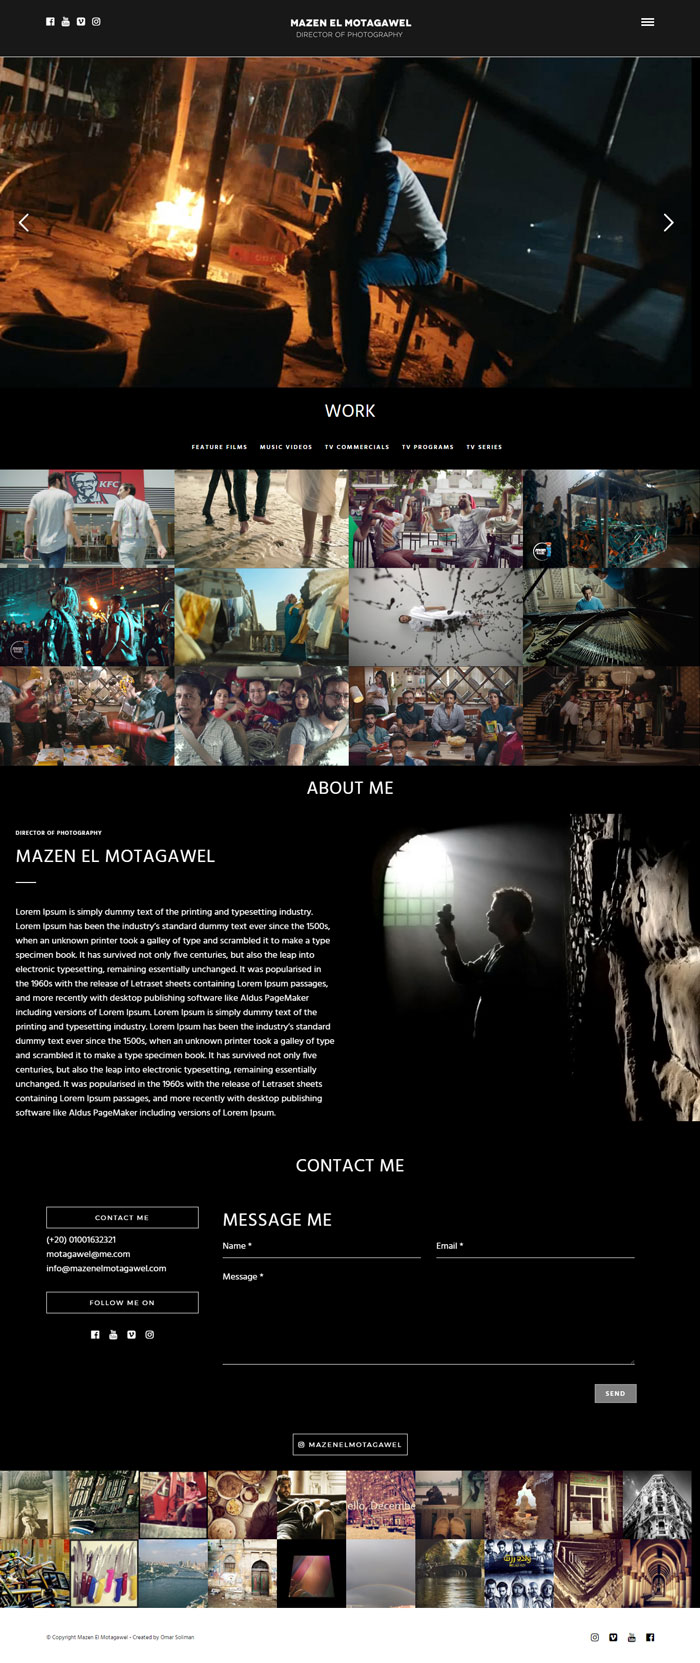 MAZEN EL MOTAGAWEL
DIRECTOR OF PHOTOGRAPHY
WORK
FEATURE FILMS MUSIC VIDEOS TV COMMERCIALS TV PROGRAMS TV SERIES
KFC
ABOUT ME
DIRECTOR OF PHOTOGRAPHY
MAZEN EL MOTAGAWEL
Lorem Ipsum is simply dummy text of the printing and typesetting industry.
Lorem Ipsum has been the industry's standard dummy text ever since the 1500s,
when an unknown printer took a galley of type and scrambled it to make a type
specimen book. It has survived not only five centuries, but also the leap into
electronic typesetting, remaining essentially unchanged. It was popularised in
the 1960s with the release of Letraset sheets containing Lorem Ipsum passages,
and more recently with desktop publishing software like Aldus PageMaker
including versions of Lorem Ipsum. Lorem Ipsum is simply dummy text of the
printing and typesetting industry. Lorem Ipsum has been the industry's standard
dummy text ever since the 1500s, when an unknown printer took a galley of type
and scrambled it to make a type specimen book. It has survived not only five
centuries, but also the leap into electronic typesetting, remaining essentially
unchanged. It was popularised in the 1960s with the release of Letraset sheets
containing Lorem Ipsum passages, and more recently with desktop publishing
software like Aldus PageMaker including versions of Lorem Ipsum.
CONTACT ME
CONTACT ME
(+20) 01001632321
motagawel@me.com
info@mazenelmotagawel.com
FOLLOW ME ON
MESSAGE ME
Name * Email *
Message *
SEND
MAZENELMOTAGAWEL
ello, Decembe
© Copyright Mazen El Motagawel - Created by Omar Soliman